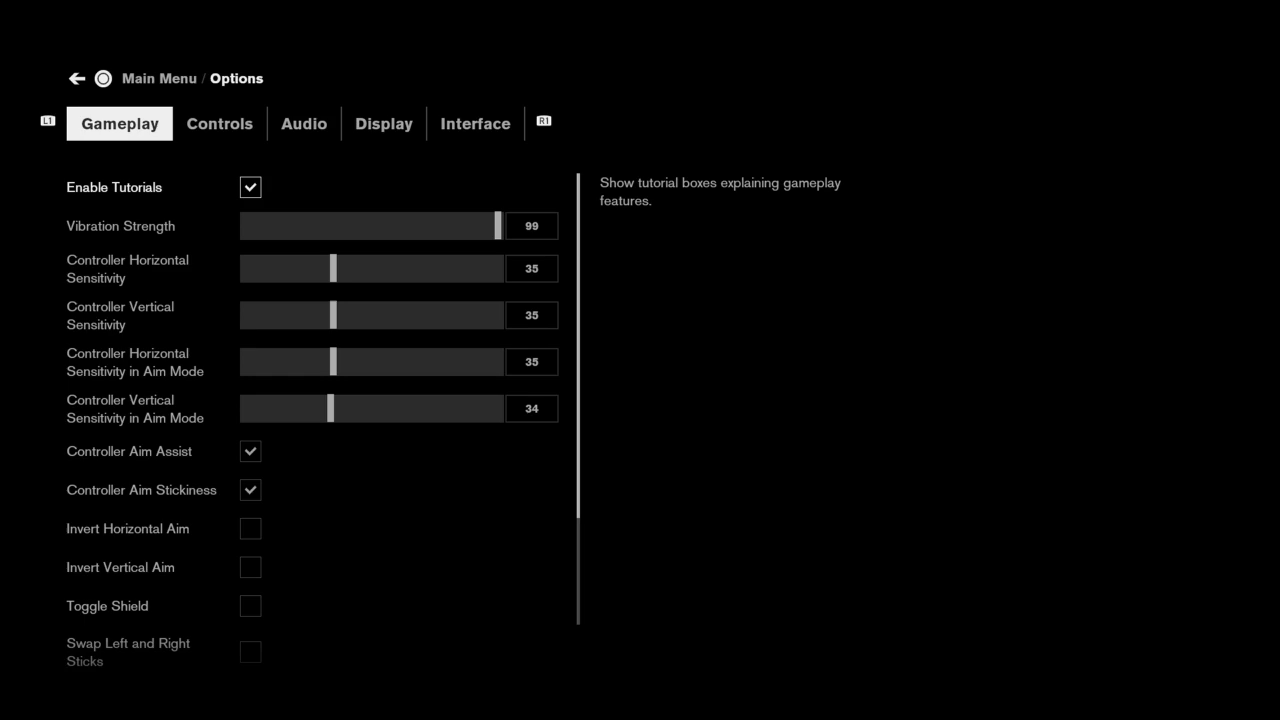 Main Menu / Options
L1 Gameplay Controls Audio Display Interface R1
Enable Tutorials
Vibration Strength 99
Controller Horizontal
Sensitivity
35
Controller Vertical
Sensitivity
35
Controller Horizontal
Sensitivity in Aim Mode
35
Controller Vertical
Sensitivity in Aim Mode
34
Controller Aim Assist
Controller Aim Stickiness
Invert Horizontal Aim
Invert Vertical Aim
Toggle Shield
Swap Left and Right
Sticks
Show tutorial boxes explaining gameplay
features.